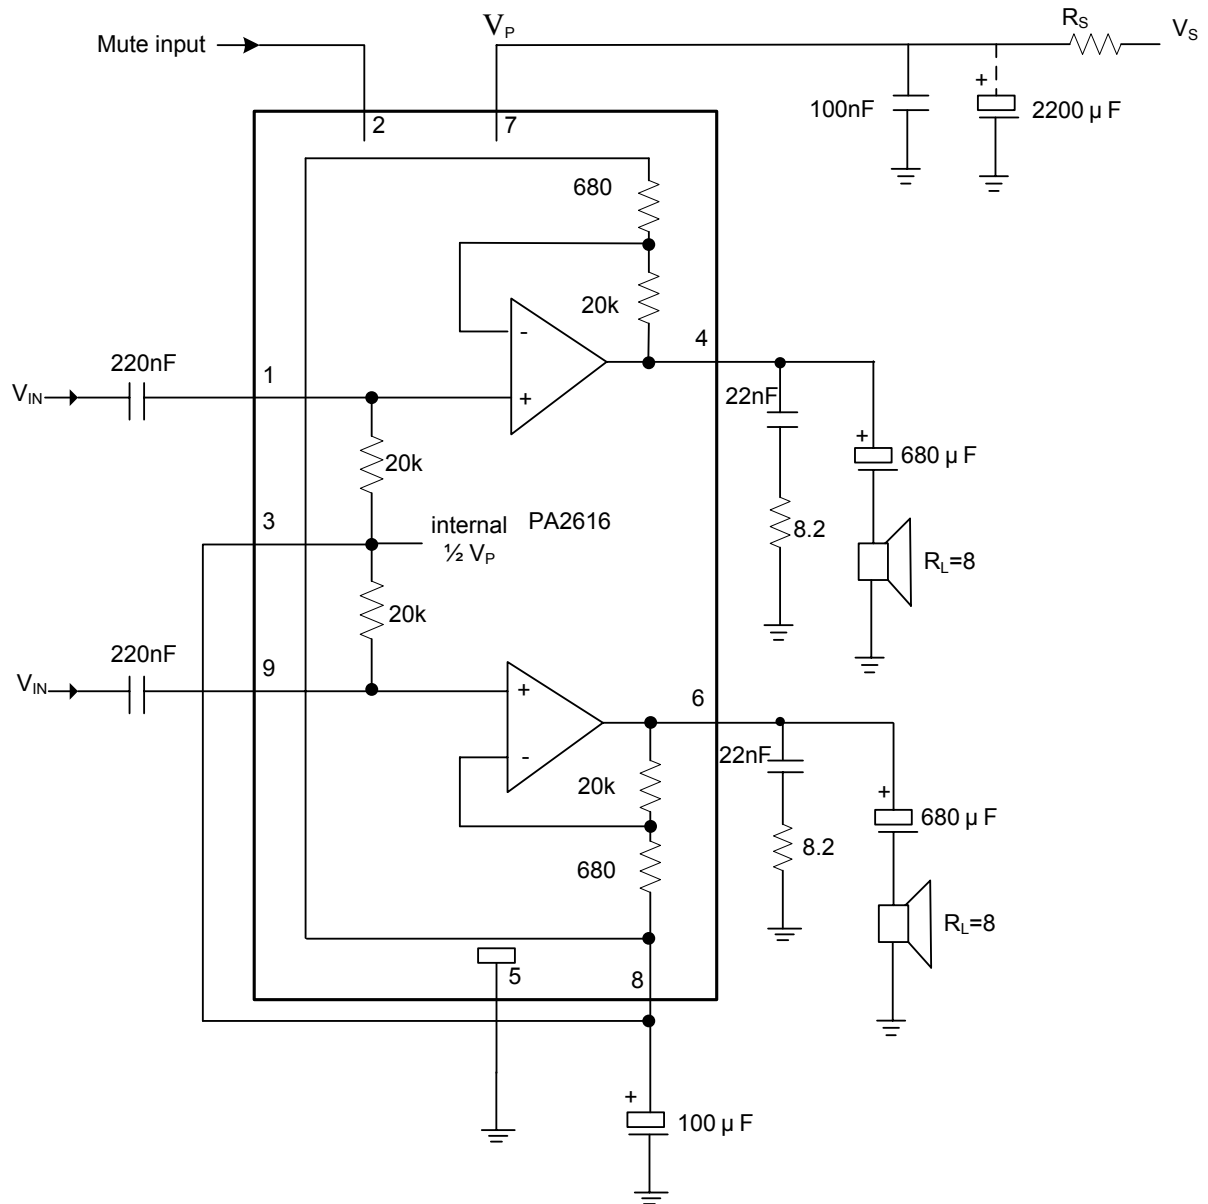 Mute input
V_P
R_S
V_S
2
7
100nF
+
2200 µ F
680
20k
-
+
4
220nF
1
V_IN
22nF
+
680 µ F
20k
3
internal PA2616
½ V_P
8.2
R_L=8
20k
220nF
9
V_IN
+
-
6
22nF
20k
+
680 µ F
8.2
680
R_L=8
5
8
+
100 µ F